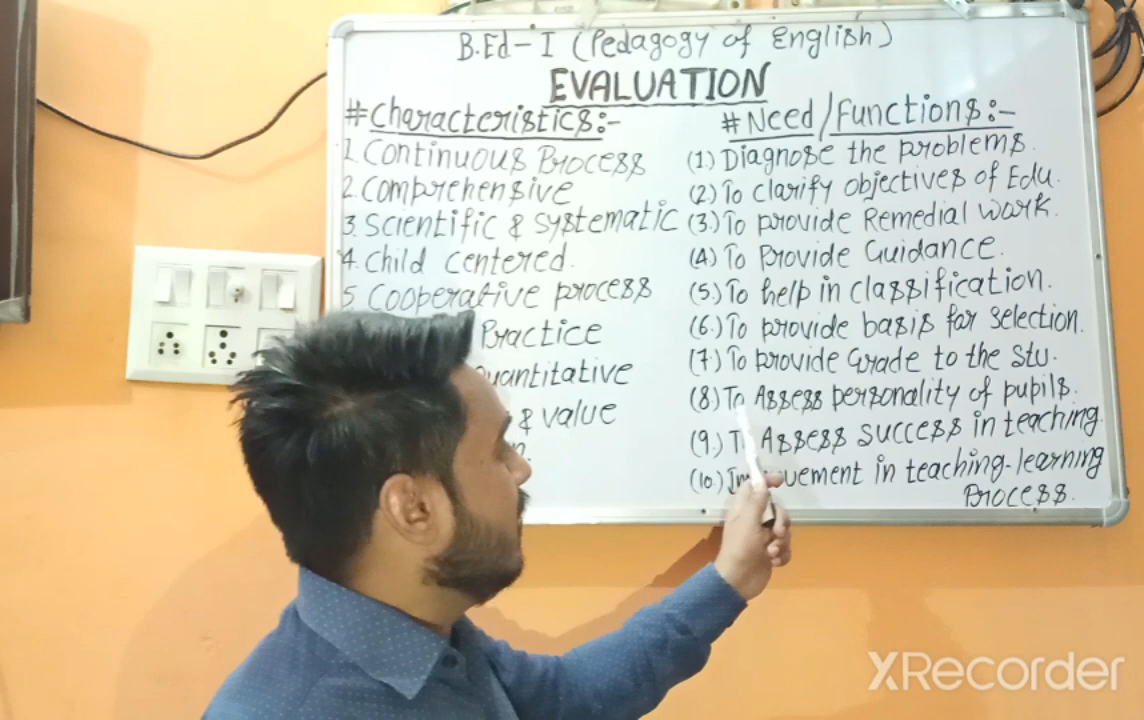 B.Ed-I (Pedagogy of English)
EVALUATION
# Characteristics:-
1. Continuous Process
2. Comprehensive
3. Scientific & systematic
4. Child centered.
5. Cooperative process
Practice
Quantitative
& value
# Need/Functions:-
(1.) Diagnose the problems.
(2.) To clarify objectives of Edu.
(3.) To provide Remedial work.
(4) To Provide Guidance.
(5.) To help in classification.
(6.) To provide basis for selection.
(7.) To provide Grade to the Stu.
(8.) To Assess personality of pupils.
(9.) To Assess success in teaching.
(10.) Improvement in teaching-learning
Process.
XRecorder